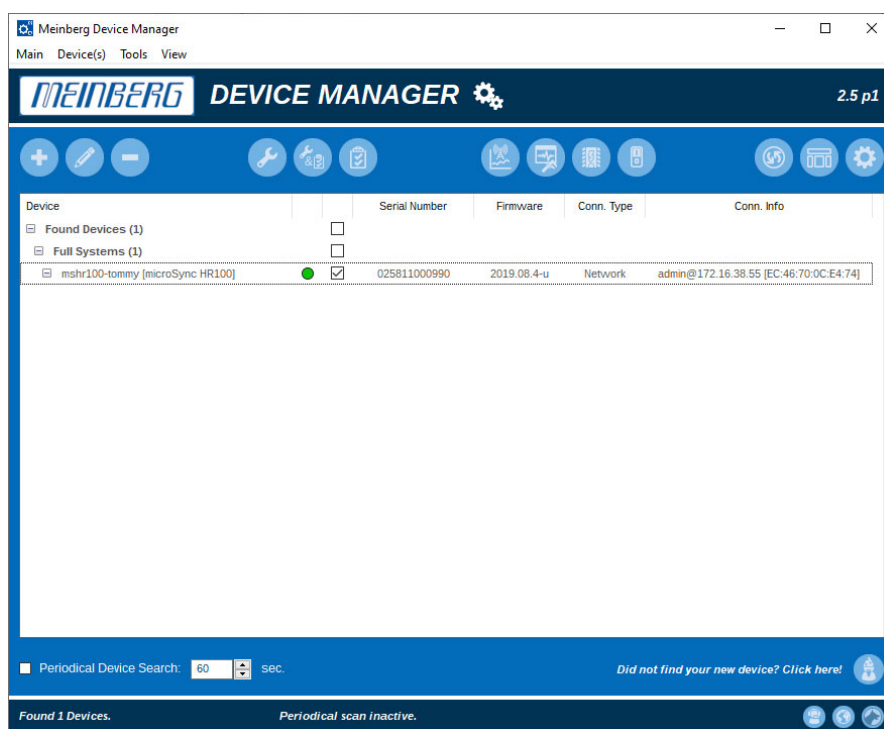 Meinberg Device Manager
Main Device(s) Tools View
MEINBERG DEVICE MANAGER 2.5 p1
Device Serial Number Firmware Conn. Type Conn. Info
Found Devices (1)
Full Systems (1)
mshr100-tommy [microSync HR100] 025811000990 2019.08.4-u Network admin@172.16.38.55 [EC:46:70:0C:E4:74]
Periodical Device Search: 60 sec. Did not find your new device? Click here!
Found 1 Devices. Periodical scan inactive.